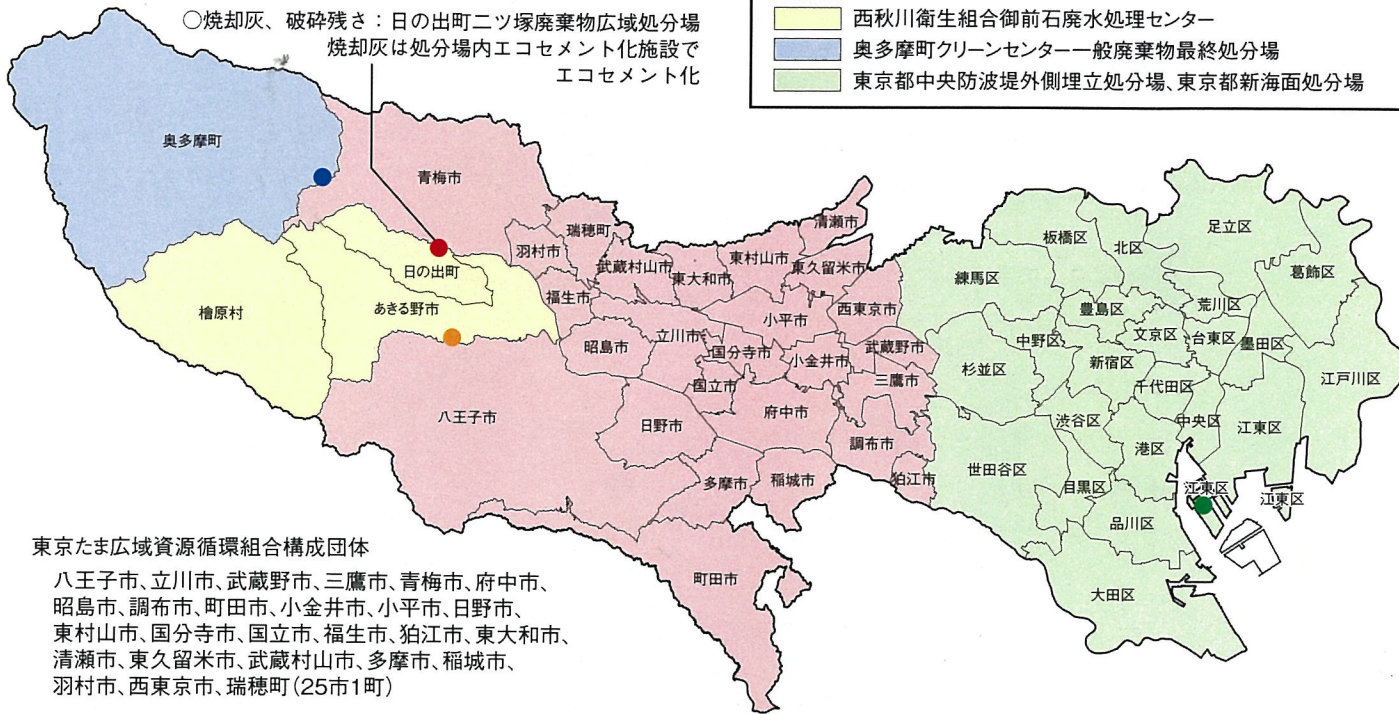 ○焼却灰、破砕残さ：日の出町二ツ塚廃棄物広域処分場
焼却灰は処分場内エコセメント化施設で
エコセメント化
西秋川衛生組合御前石廃水処理センター
奥多摩町クリーンセンター一般廃棄物最終処分場
東京都中央防波堤外側埋立処分場、東京都新海面処分場
奥多摩町
青梅市
日の出町
檜原村
あきる野市
羽村市
瑞穂町
福生市
武蔵村山市
東大和市
東村山市
清瀬市
東久留米市
西東京市
小平市
昭島市
立川市
国分寺市
小金井市
武蔵野市
三鷹市
国立市
府中市
八王子市
日野市
調布市
狛江市
多摩市
稲城市
町田市
練馬区
板橋区
北区
足立区
葛飾区
荒川区
豊島区
文京区
台東区
墨田区
中野区
杉並区
新宿区
千代田区
江戸川区
渋谷区
中央区
江東区
港区
世田谷区
目黒区
江東区
江東区
品川区
大田区
東京たま広域資源循環組合構成団体
八王子市、立川市、武蔵野市、三鷹市、青梅市、府中市、
昭島市、調布市、町田市、小金井市、小平市、日野市、
東村山市、国分寺市、国立市、福生市、狛江市、東大和市、
清瀬市、東久留米市、武蔵村山市、多摩市、稲城市、
羽村市、西東京市、瑞穂町（25市1町）